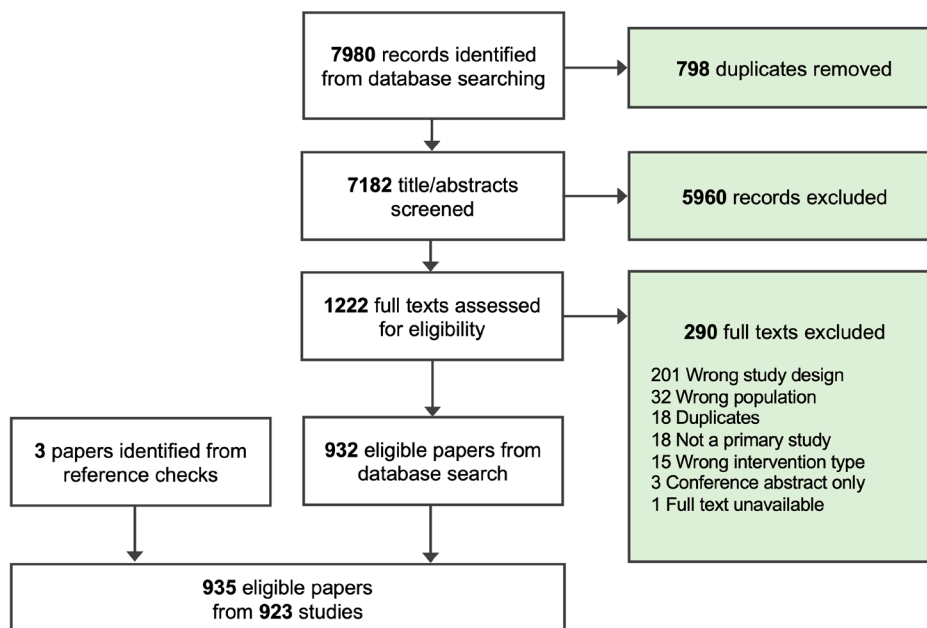 7980 records identified
from database searching
798 duplicates removed
7182 title/abstracts
screened
5960 records excluded
1222 full texts assessed
for eligibility
290 full texts excluded
201 Wrong study design
32 Wrong population
18 Duplicates
18 Not a primary study
15 Wrong intervention type
3 Conference abstract only
1 Full text unavailable
3 papers identified from
reference checks
932 eligible papers from
database search
935 eligible papers
from 923 studies